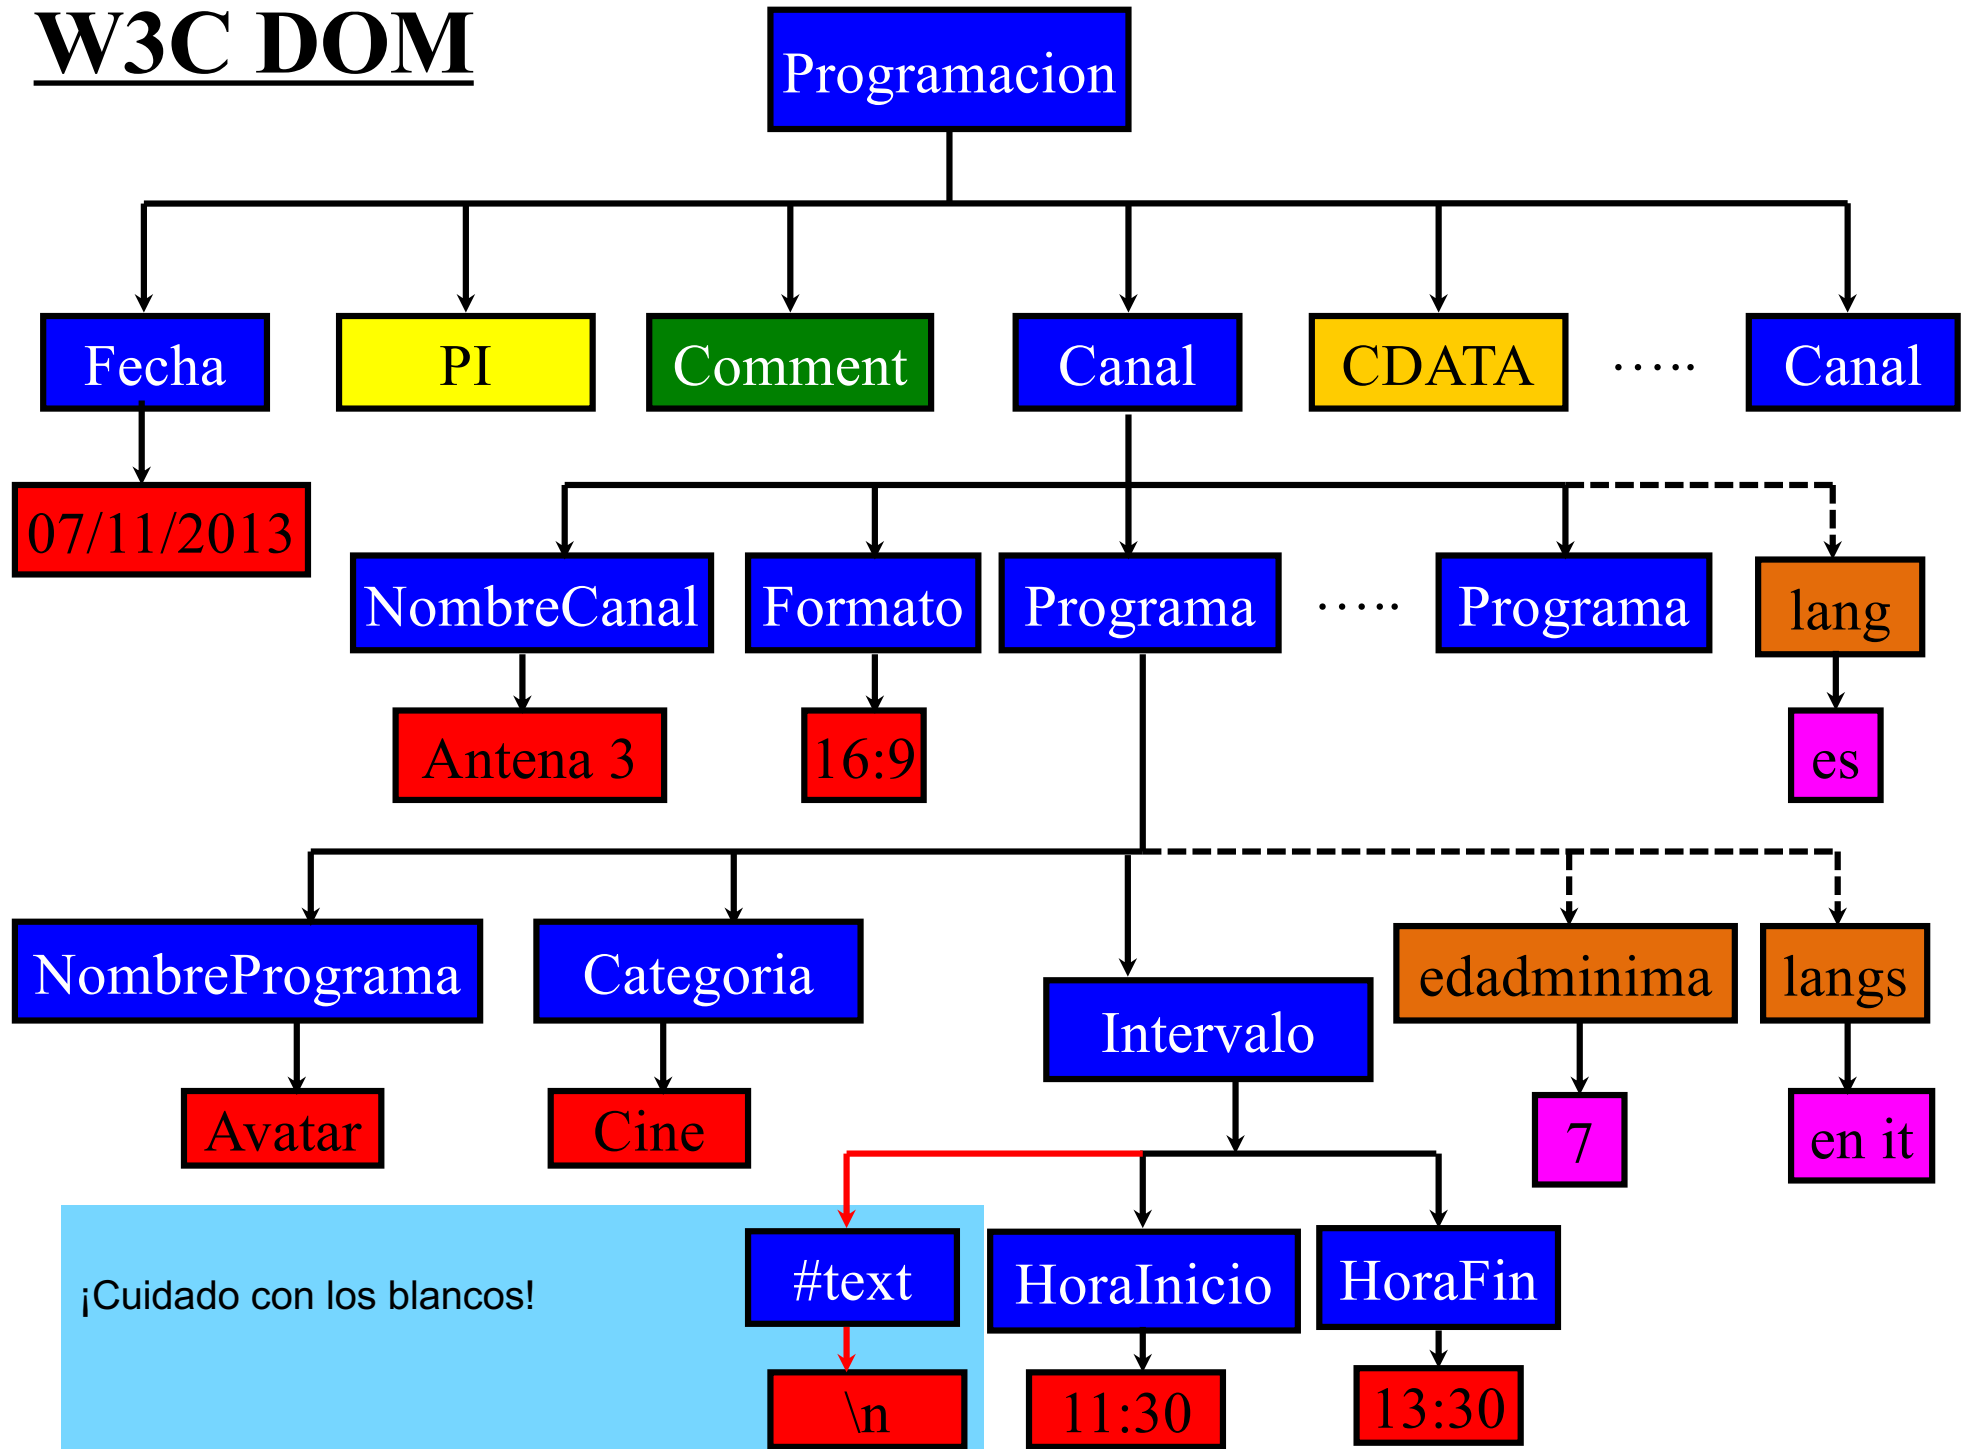 W3C DOM
Programacion
Fecha
PI
Comment
Canal
CDATA
.....
Canal
07/11/2013
NombreCanal
Formato
Programa
.....
Programa
lang
Antena 3
16:9
es
NombrePrograma
Categoria
Intervalo
edadminima
langs
Avatar
Cine
7
en it
¡Cuidado con los blancos!
#text
HoraInicio
HoraFin
\n
11:30
13:30